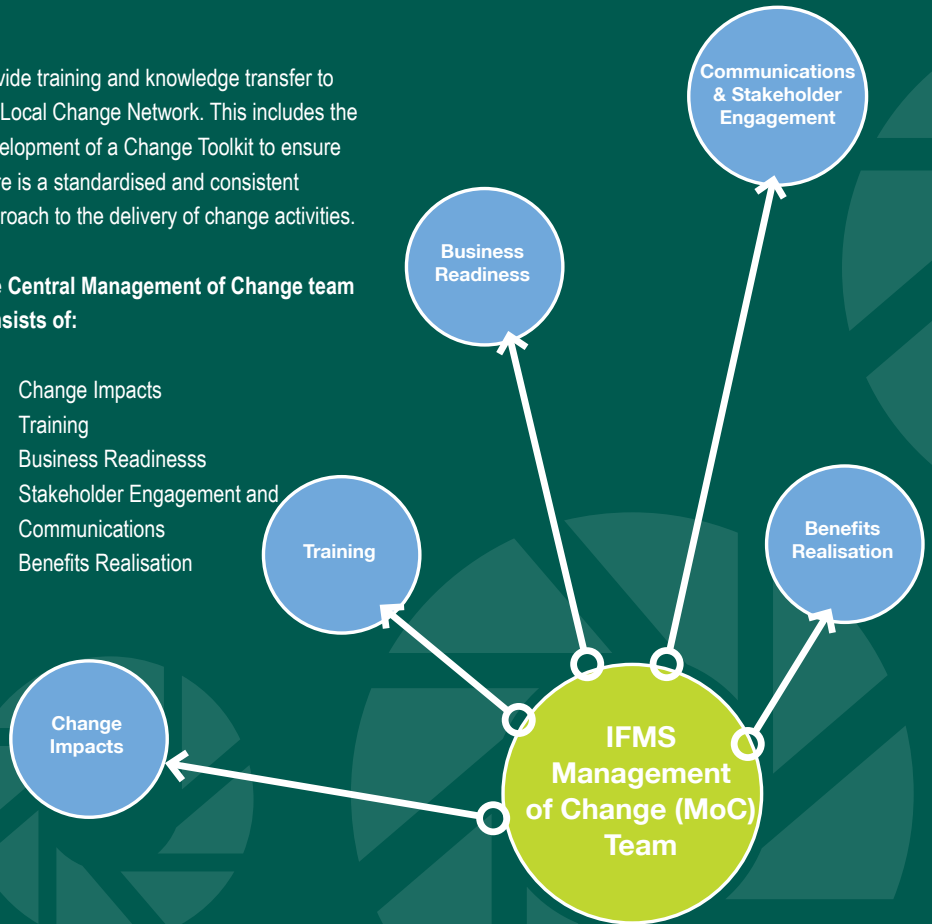 vide training and knowledge transfer to
Local Change Network. This includes the
elopment of a Change Toolkit to ensure
re is a standardised and consistent
roach to the delivery of change activities.
Central Management of Change team
sists of:
Change Impacts
Training
Business Readinesss
Stakeholder Engagement and
Communications
Benefits Realisation
Communications
& Stakeholder
Engagement
Business
Readiness
Training
Benefits
Realisation
Change
Impacts
IFMS
Management
of Change (MoC)
Team